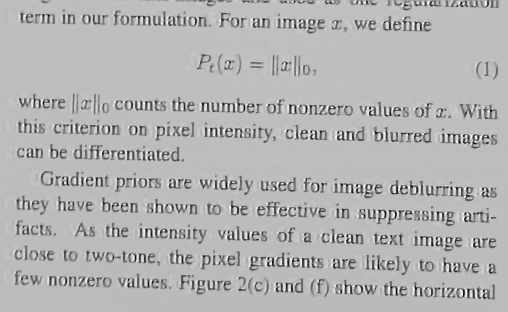 term in our formulation. For an image x, we define
P_t(x) = ||x||_0, (1)
where ||x||_0 counts the number of nonzero values of x. With
this criterion on pixel intensity, clean and blurred images
can be differentiated.
Gradient priors are widely used for image deblurring as
they have been shown to be effective in suppressing arti-
facts. As the intensity values of a clean text image are
close to two-tone, the pixel gradients are likely to have a
few nonzero values. Figure 2(c) and (f) show the horizontal